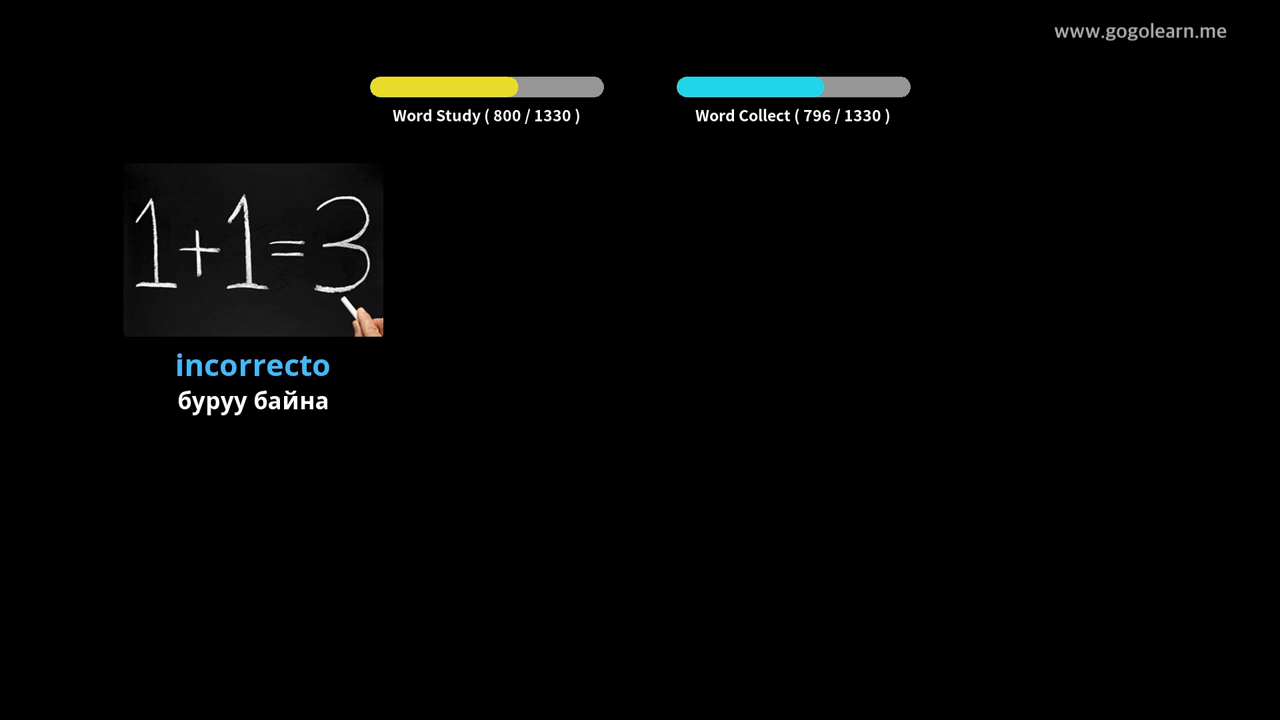 www.gogolearn.me
Word Study ( 800 / 1330 )
Word Collect ( 796 / 1330 )
1+1=3
incorrecto
буруу байна